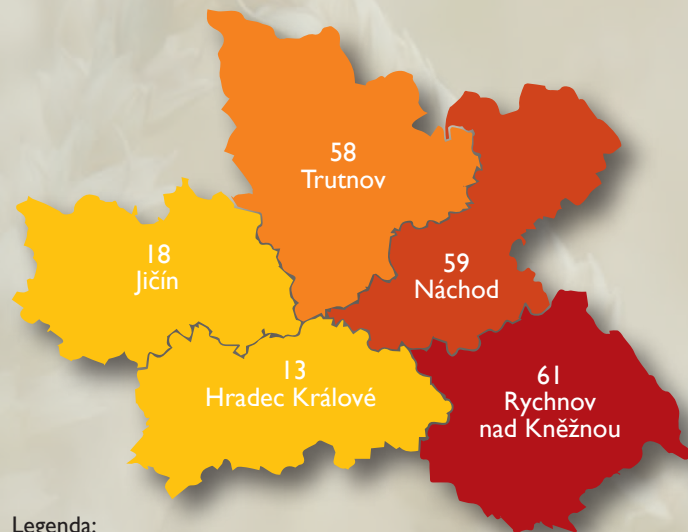 58
Trutnov
18
Jičín
59
Náchod
13
Hradec Králové
61
Rychnov
nad Kněžnou
Legenda: